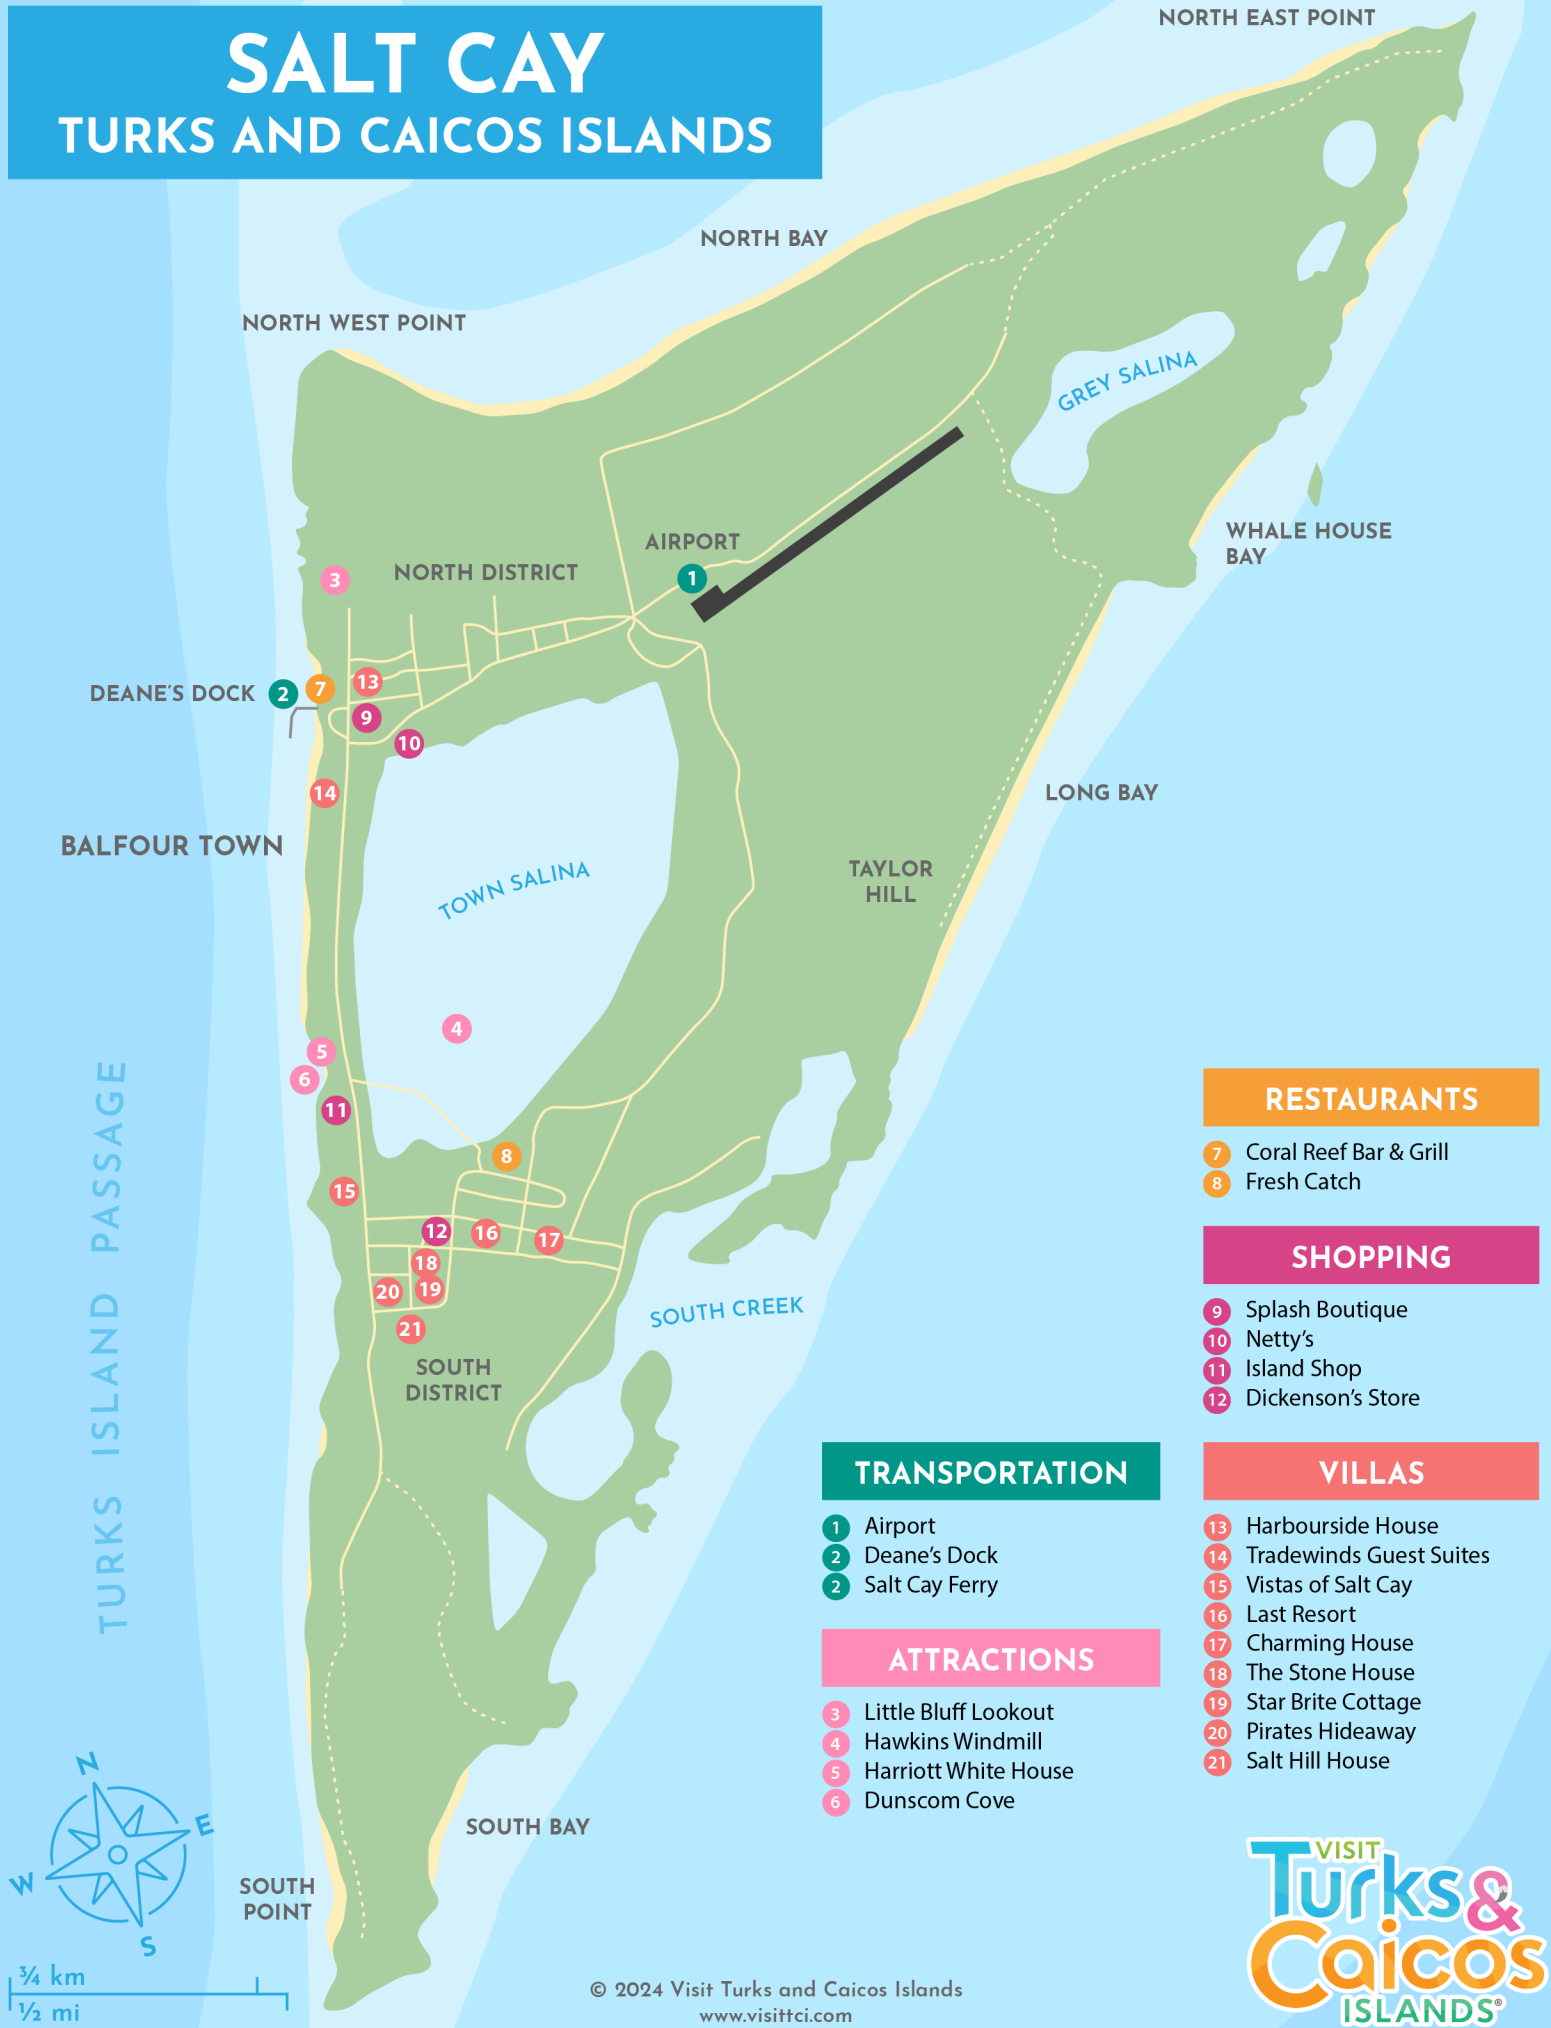 SALT CAY
TURKS AND CAICOS ISLANDS
NORTH EAST POINT
NORTH BAY
NORTH WEST POINT
GREY SALINA
WHALE HOUSE
BAY
AIRPORT
1
3
NORTH DISTRICT
DEANE'S DOCK
2
7
13
9
10
14
LONG BAY
BALFOUR TOWN
TOWN SALINA
TAYLOR
HILL
4
5
6
11
8
15
12
16
17
18
20
19
21
SOUTH CREEK
SOUTH
DISTRICT
TURKS ISLAND PASSAGE
SOUTH BAY
SOUTH
POINT
RESTAURANTS
7 Coral Reef Bar & Grill
8 Fresh Catch
SHOPPING
9 Splash Boutique
10 Netty’s
11 Island Shop
12 Dickenson’s Store
TRANSPORTATION
1 Airport
2 Deane’s Dock
2 Salt Cay Ferry
ATTRACTIONS
3 Little Bluff Lookout
4 Hawkins Windmill
5 Harriott White House
6 Dunscom Cove
VILLAS
13 Harbourside House
14 Tradewinds Guest Suites
15 Vistas of Salt Cay
16 Last Resort
17 Charming House
18 The Stone House
19 Star Brite Cottage
20 Pirates Hideaway
21 Salt Hill House
N
E
W
S
¾ km
½ mi
© 2024 Visit Turks and Caicos Islands
www.visittci.com
VISIT
Turks &
Caicos
ISLANDS®